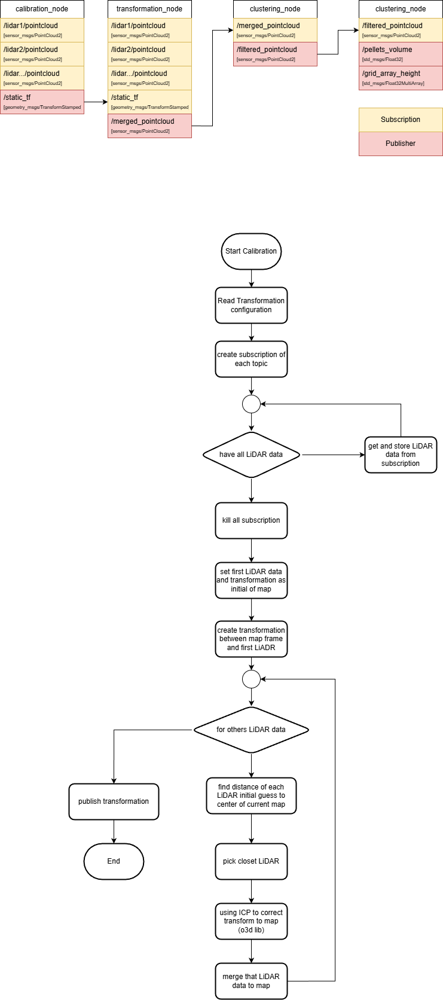 calibration_node
/lidar1/pointcloud
[sensor_msgs/PointCloud2]
/lidar2/pointcloud
[sensor_msgs/PointCloud2]
/lidar.../pointcloud
[sensor_msgs/PointCloud2]
/static_tf
[geometry_msgs/TransformStamped
transformation_node
/lidar1/pointcloud
[sensor_msgs/PointCloud2]
/lidar2/pointcloud
[sensor_msgs/PointCloud2]
/lidar.../pointcloud
[sensor_msgs/PointCloud2]
/static_tf
[geometry_msgs/TransformStamped
/merged_pointcloud
[sensor_msgs/PointCloud2]
clustering_node
/merged_pointcloud
[sensor_msgs/PointCloud2]
/filtered_pointcloud
[sensor_msgs/PointCloud2]
clustering_node
/filtered_pointcloud
[sensor_msgs/PointCloud2]
/pellets_volume
[std_msgs/Float32]
/grid_array_height
[std_msgs/Float32MultiArray]
Subscription
Publisher
Start Calibration
Read Transformation
configuration
create subscription of
each topic
have all LiDAR data
get and store LiDAR
data from
subscription
kill all subscription
set first LiDAR data
and transformation as
initial of map
create transformation
between map frame
and first LiADR
for others LiDAR data
publish transformation
End
find distance of each
LiDAR initial guess to
center of current map
pick closet LiDAR
using ICP to correct
transform to map
(o3d lib)
merge that LiDAR
data to map